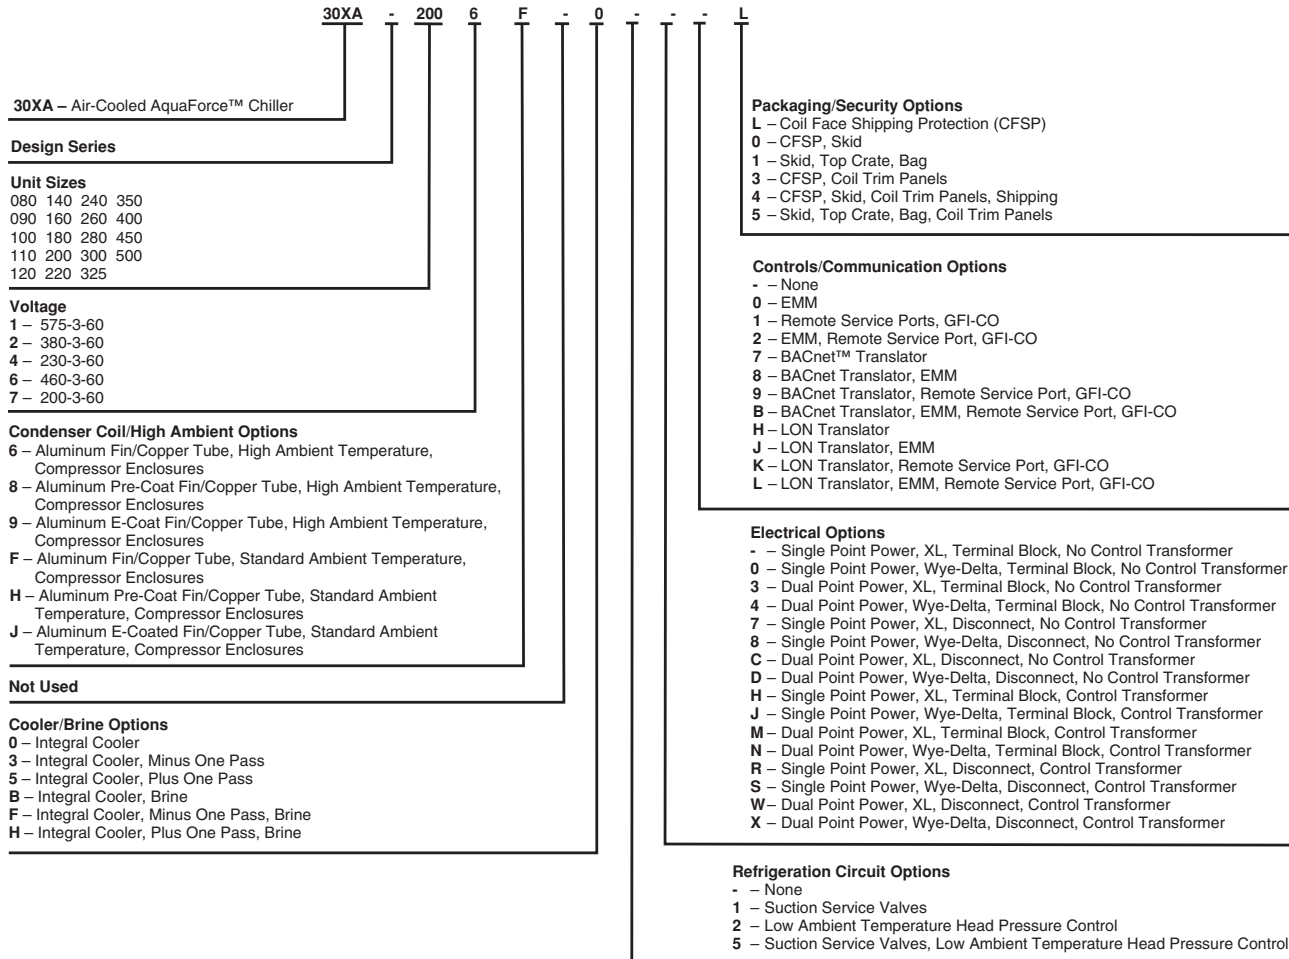 30XA - 200 6 F - 0 - - - L
30XA – Air-Cooled AquaForce™ Chiller
Design Series
Unit Sizes
080 140 240 350
090 160 260 400
100 180 280 450
110 200 300 500
120 220 325
Voltage
1 – 575-3-60
2 – 380-3-60
4 – 230-3-60
6 – 460-3-60
7 – 200-3-60
Condenser Coil/High Ambient Options
6 – Aluminum Fin/Copper Tube, High Ambient Temperature,
Compressor Enclosures
8 – Aluminum Pre-Coat Fin/Copper Tube, High Ambient Temperature,
Compressor Enclosures
9 – Aluminum E-Coat Fin/Copper Tube, High Ambient Temperature,
Compressor Enclosures
F – Aluminum Fin/Copper Tube, Standard Ambient Temperature,
Compressor Enclosures
H – Aluminum Pre-Coat Fin/Copper Tube, Standard Ambient
Temperature, Compressor Enclosures
J – Aluminum E-Coated Fin/Copper Tube, Standard Ambient
Temperature, Compressor Enclosures
Not Used
Cooler/Brine Options
0 – Integral Cooler
3 – Integral Cooler, Minus One Pass
5 – Integral Cooler, Plus One Pass
B – Integral Cooler, Brine
F – Integral Cooler, Minus One Pass, Brine
H – Integral Cooler, Plus One Pass, Brine
Packaging/Security Options
L – Coil Face Shipping Protection (CFSP)
0 – CFSP, Skid
1 – Skid, Top Crate, Bag
3 – CFSP, Coil Trim Panels
4 – CFSP, Skid, Coil Trim Panels, Shipping
5 – Skid, Top Crate, Bag, Coil Trim Panels
Controls/Communication Options
- – None
0 – EMM
1 – Remote Service Ports, GFI-CO
2 – EMM, Remote Service Port, GFI-CO
7 – BACnet™ Translator
8 – BACnet Translator, EMM
9 – BACnet Translator, Remote Service Port, GFI-CO
B – BACnet Translator, EMM, Remote Service Port, GFI-CO
H – LON Translator
J – LON Translator, EMM
K – LON Translator, Remote Service Port, GFI-CO
L – LON Translator, EMM, Remote Service Port, GFI-CO
Electrical Options
- – Single Point Power, XL, Terminal Block, No Control Transformer
0 – Single Point Power, Wye-Delta, Terminal Block, No Control Transformer
3 – Dual Point Power, XL, Terminal Block, No Control Transformer
4 – Dual Point Power, Wye-Delta, Terminal Block, No Control Transformer
7 – Single Point Power, XL, Disconnect, No Control Transformer
8 – Single Point Power, Wye-Delta, Disconnect, No Control Transformer
C – Dual Point Power, XL, Disconnect, No Control Transformer
D – Dual Point Power, Wye-Delta, Disconnect, No Control Transformer
H – Single Point Power, XL, Terminal Block, Control Transformer
J – Single Point Power, Wye-Delta, Terminal Block, Control Transformer
M – Dual Point Power, XL, Terminal Block, Control Transformer
N – Dual Point Power, Wye-Delta, Terminal Block, Control Transformer
R – Single Point Power, XL, Disconnect, Control Transformer
S – Single Point Power, Wye-Delta, Disconnect, Control Transformer
W – Dual Point Power, XL, Disconnect, Control Transformer
X – Dual Point Power, Wye-Delta, Disconnect, Control Transformer
Refrigeration Circuit Options
- – None
1 – Suction Service Valves
2 – Low Ambient Temperature Head Pressure Control
5 – Suction Service Valves, Low Ambient Temperature Head Pressure Control